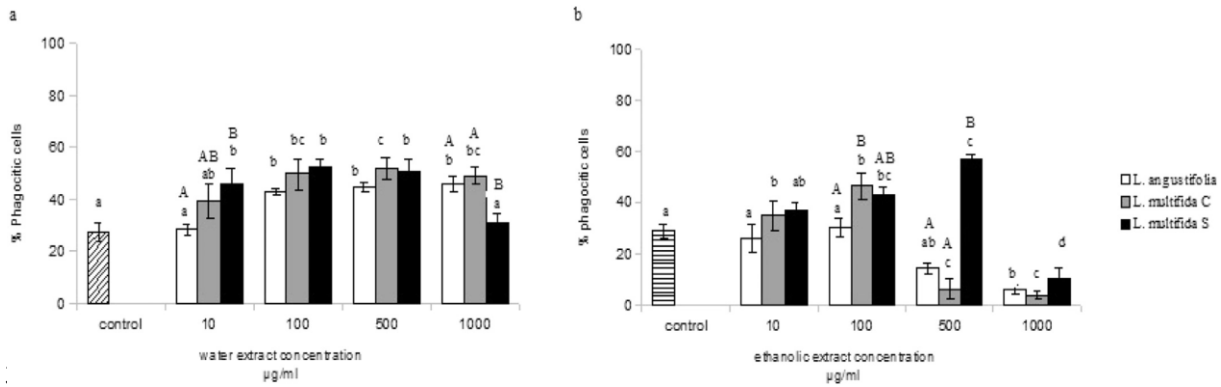 a
100
80
60
40
20
0
% Phagocitic cells
a
A
a
AB
ab
B
b
b
bc
b
b
c
b
A
b
A
bc
B
a
control 10 100 500 1000
water extract concentration
µg/ml
b
100
80
60
40
20
0
% phagocitic cells
a
a
b
ab
A
a
B
b
AB
bc
A
ab
A
c
B
c
b
c
d
control 10 100 500 1000
ethanolic extract concentration
µg/ml
L. angustifolia
L. multifida C
L. multifida S